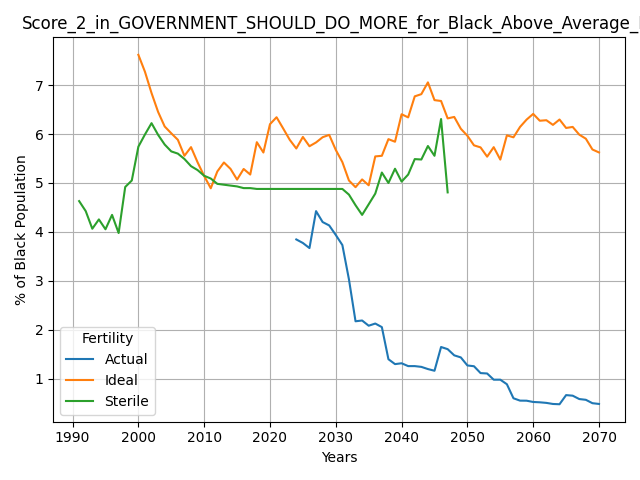 Score_2_in_GOVERNMENT_SHOULD_DO_MORE_for_Black_Above_Average_
% of Black Population
7
6
5
4
3
2
1
Fertility
Actual
Ideal
Sterile
1990 2000 2010 2020 2030 2040 2050 2060 2070
Years